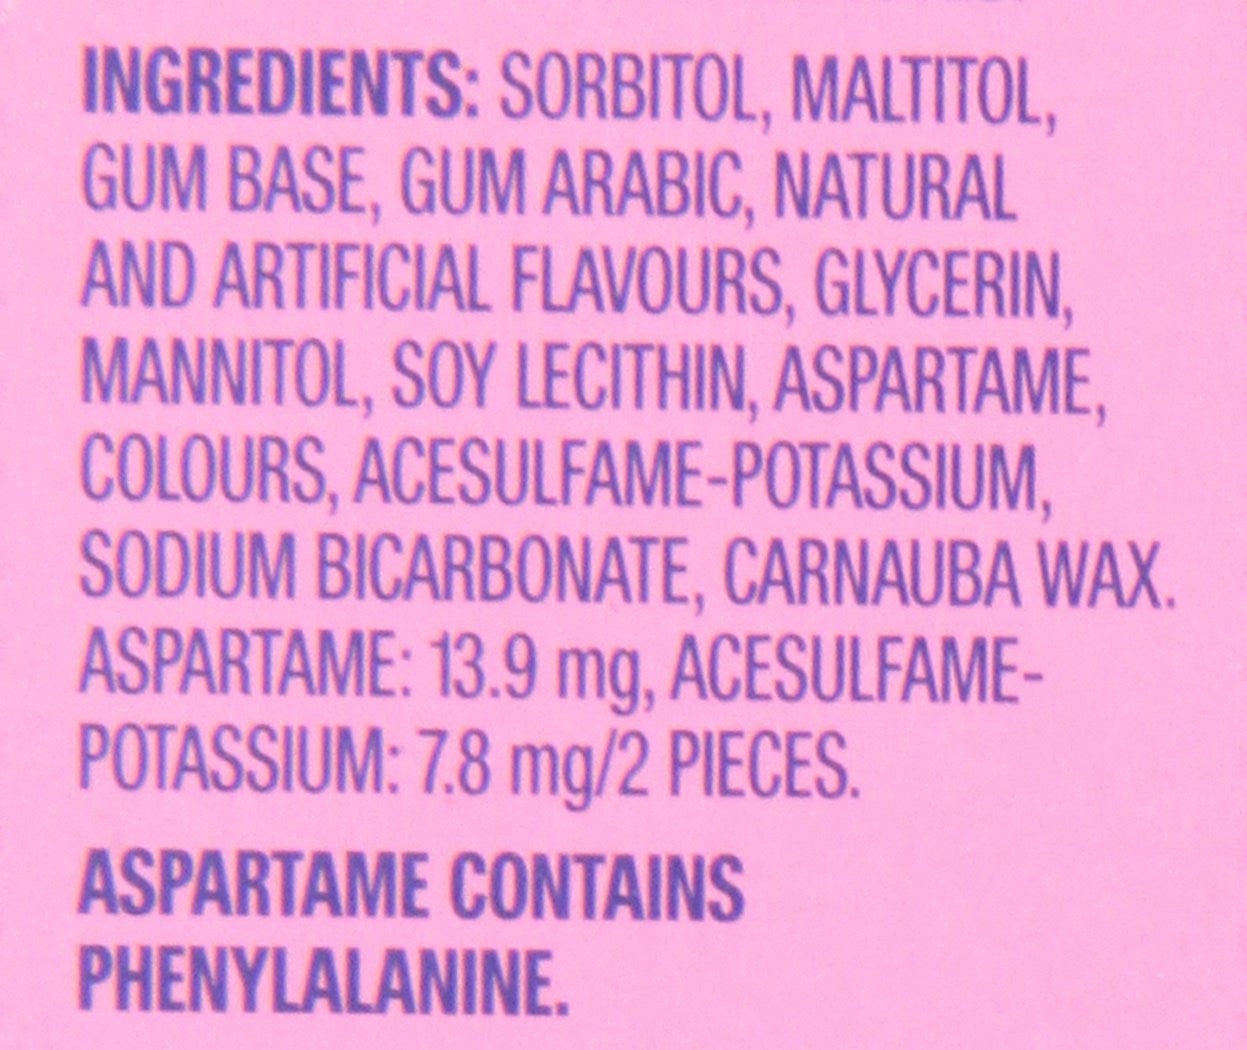 INGREDIENTS: SORBITOL, MALTITOL,
GUM BASE, GUM ARABIC, NATURAL
AND ARTIFICIAL FLAVOURS, GLYCERIN,
MANNITOL, SOY LECITHIN, ASPARTAME,
COLOURS, ACESULFAME-POTASSIUM,
SODIUM BICARBONATE, CARNAUBA WAX.
ASPARTAME: 13.9 mg, ACESULFAME-
POTASSIUM: 7.8 mg/2 PIECES.
ASPARTAME CONTAINS
PHENYLALANINE.